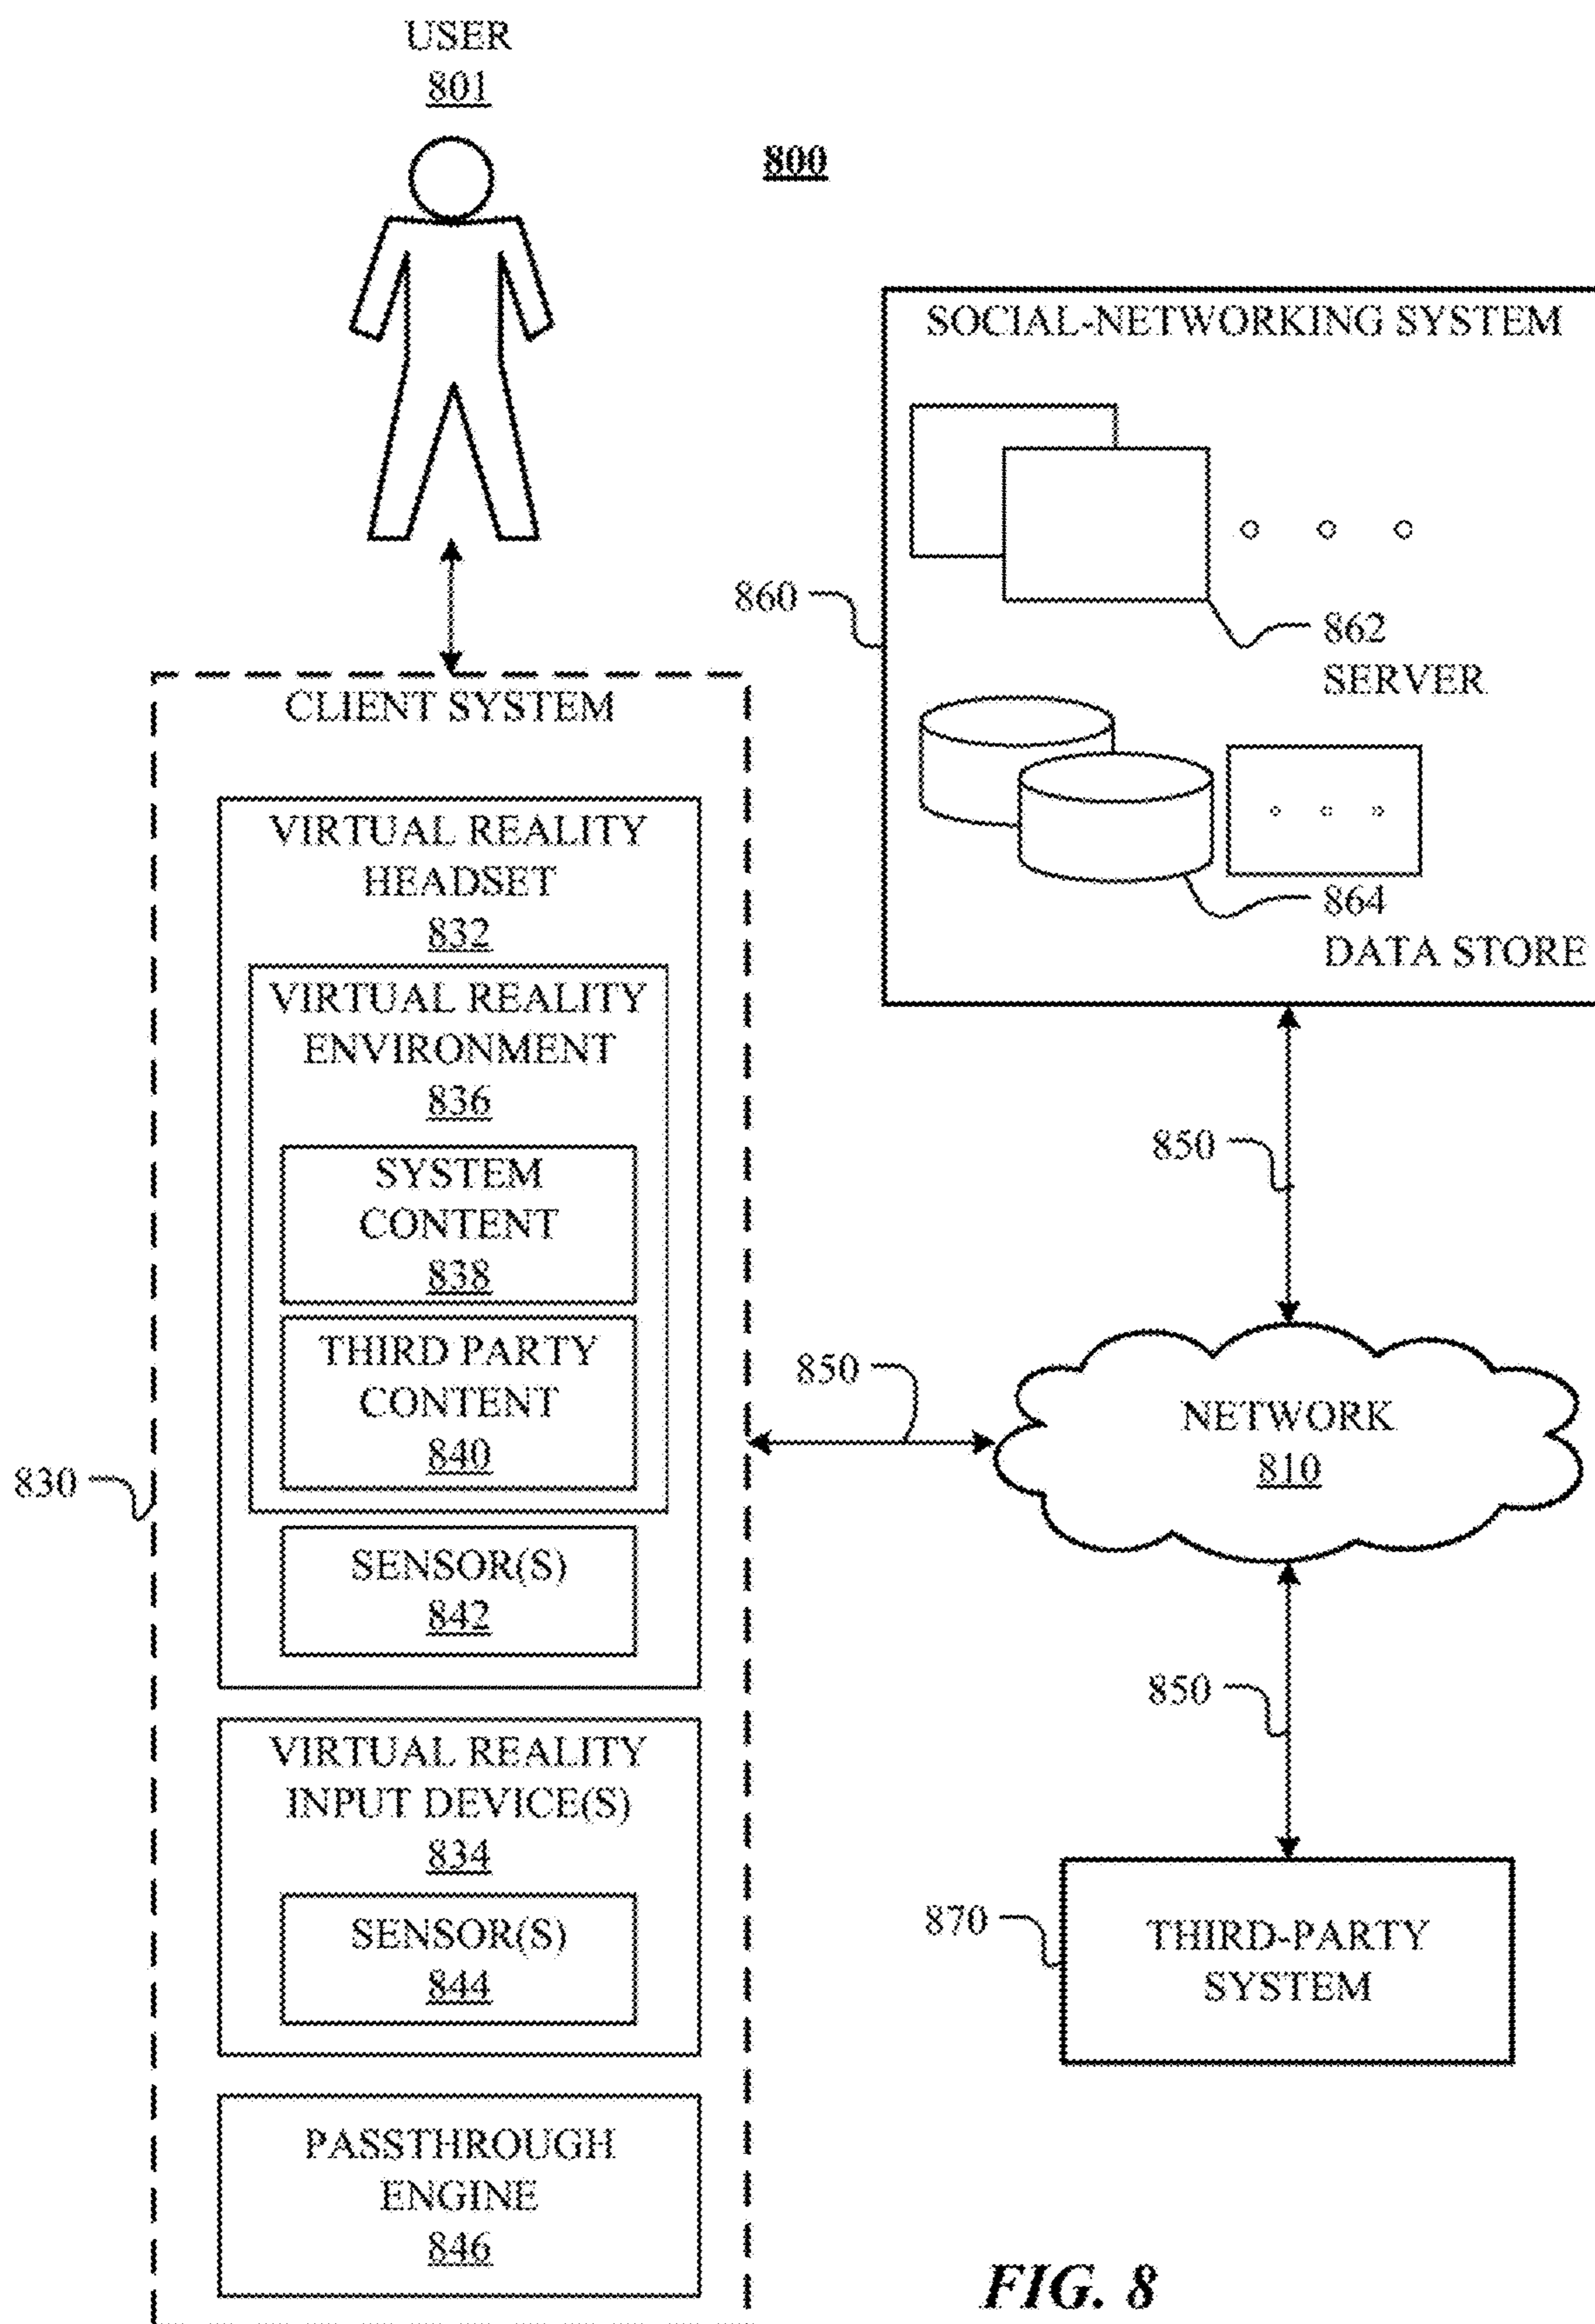 USER
801
800
SOCIAL-NETWORKING SYSTEM
860
862
SERVER
864
DATA STORE
CLIENT SYSTEM
VIRTUAL REALITY
HEADSET
832
VIRTUAL REALITY
ENVIRONMENT
836
SYSTEM
CONTENT
838
THIRD PARTY
CONTENT
840
SENSOR(S)
842
830
VIRTUAL REALITY
INPUT DEVICE(S)
834
SENSOR(S)
844
PASSTHROUGH
ENGINE
846
850
850
NETWORK
810
850
870
THIRD-PARTY
SYSTEM
FIG. 8